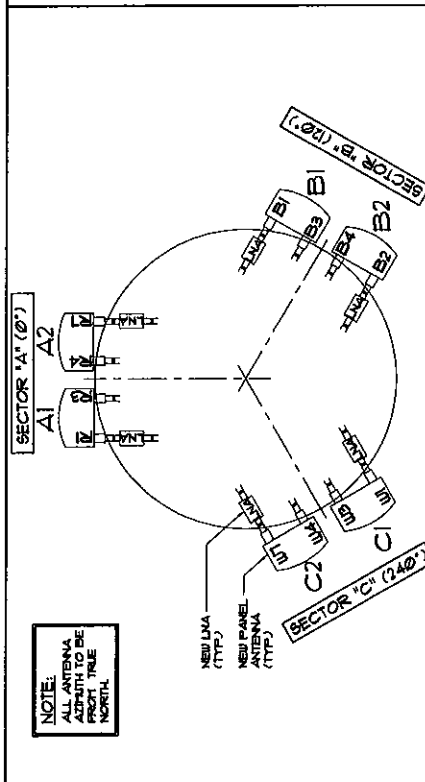 NOTE:
ALL ANTENNA
AZIMUTH TO BE
FROM TRUE
NORTH.
SECTOR "A" (0°)
A1
A2
LNA
LNA
SECTOR "B" (120°)
B1
B1
B3
LNA
B2
B4
B2
LNA
NEW LNA
(TYP.)
NEW PANEL
ANTENNA
(TYP.)
LNA
C2
LNA
C1
SECTOR "C" (240°)